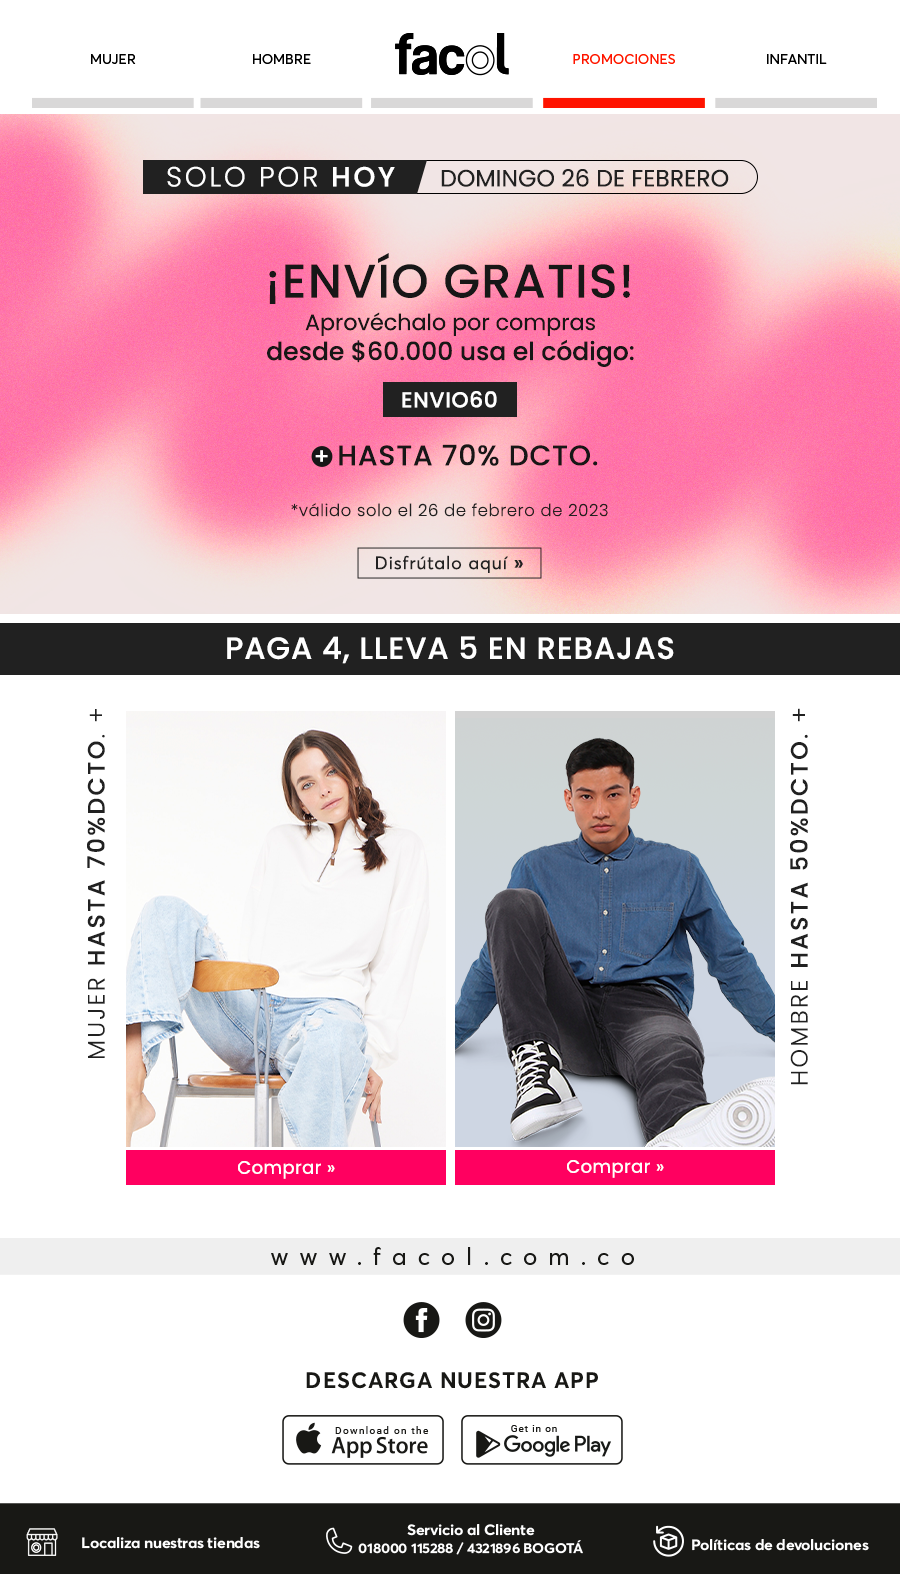 MUJER
HOMBRE
facol
PROMOCIONES
INFANTIL
SOLO POR HOY
DOMINGO 26 DE FEBRERO
¡ENVÍO GRATIS!
Aprovéchalo por compras
desde $60.000 usa el código:
ENVIO60
+ HASTA 70% DCTO.
*válido solo el 26 de febrero de 2023
Disfrútalo aquí »
PAGA 4, LLEVA 5 EN REBAJAS
MUJER HASTA 70%DCTO. +
HOMBRE HASTA 50%DCTO. +
Comprar »
Comprar »
www.facol.com.co
DESCARGA NUESTRA APP
Download on the
App Store
Get in on
Google Play
Localiza nuestras tiendas
Servicio al Cliente
018000 115288 / 4321896 BOGOTÁ
Políticas de devoluciones